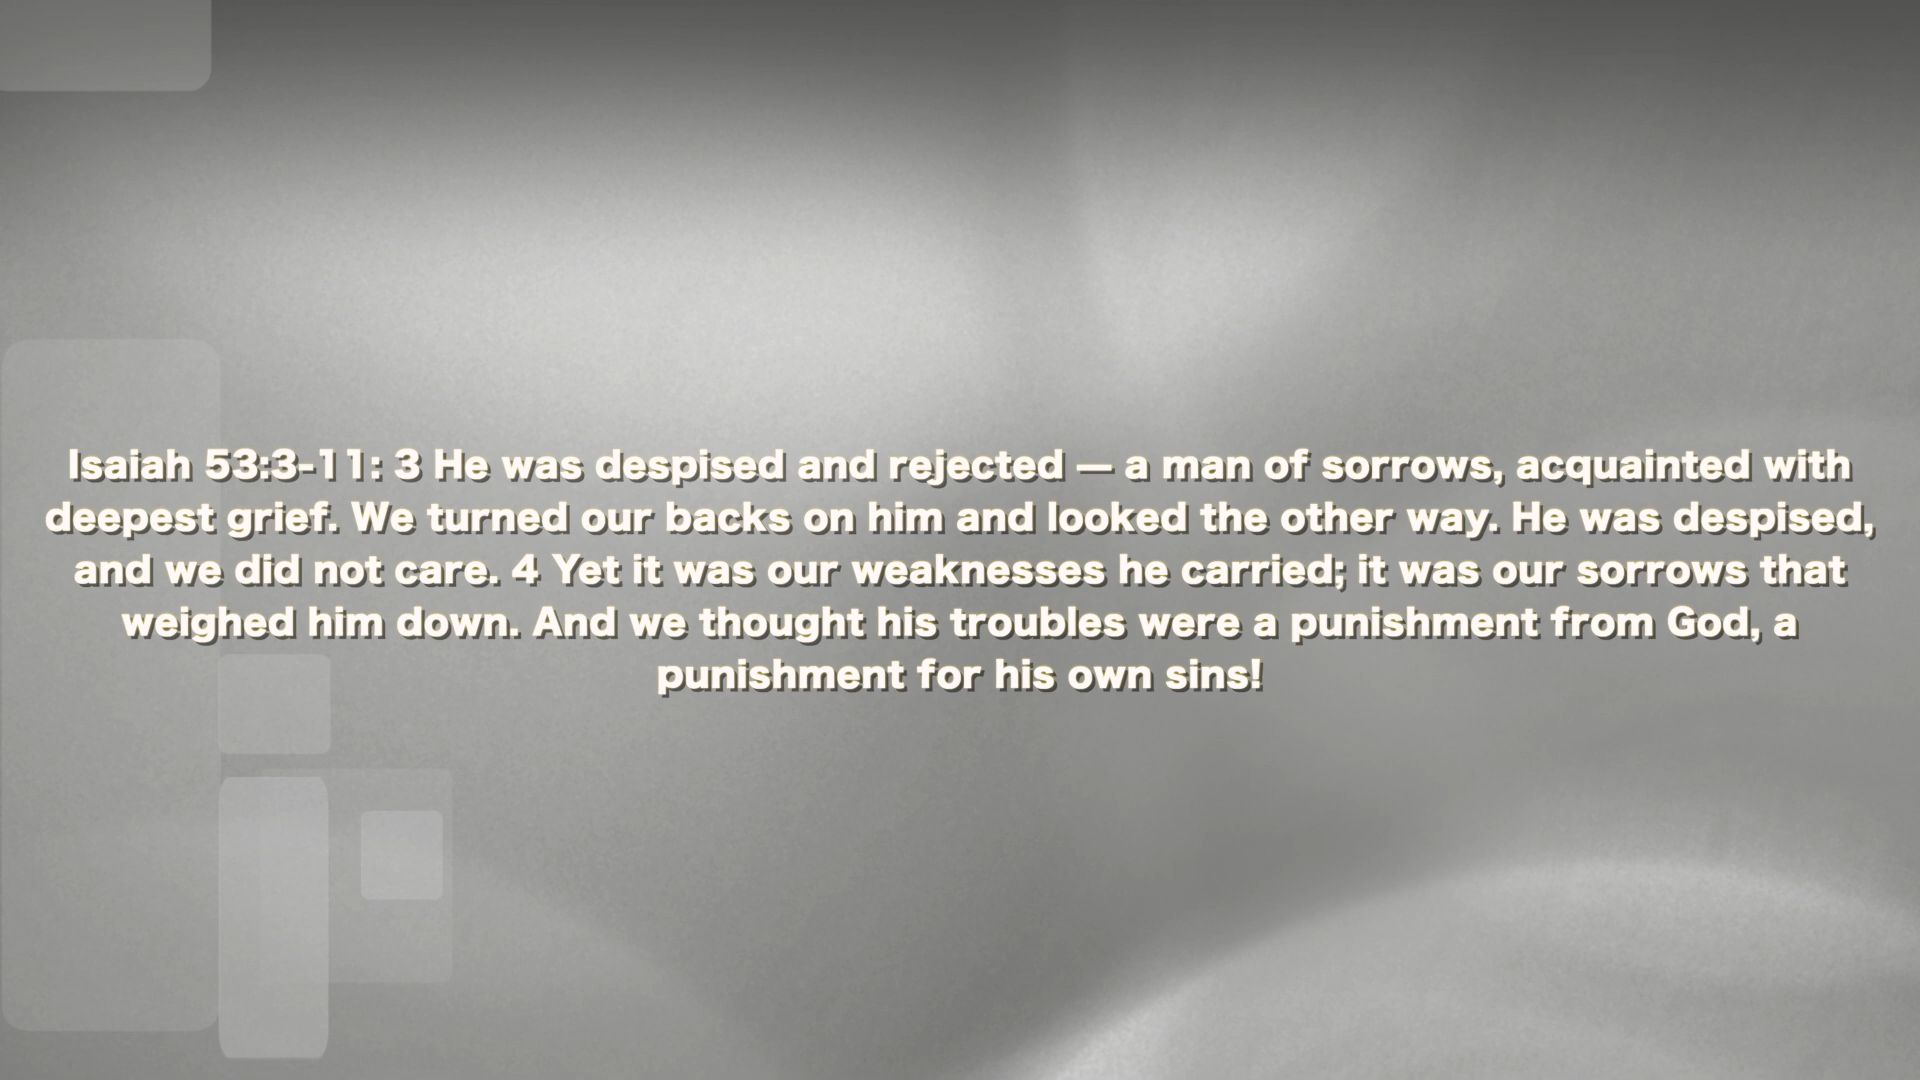 Isaiah 53:3-11: 3 He was despised and rejected — a man of sorrows, acquainted with
deepest grief. We turned our backs on him and looked the other way. He was despised,
and we did not care. 4 Yet it was our weaknesses he carried; it was our sorrows that
weighed him down. And we thought his troubles were a punishment from God, a
punishment for his own sins!